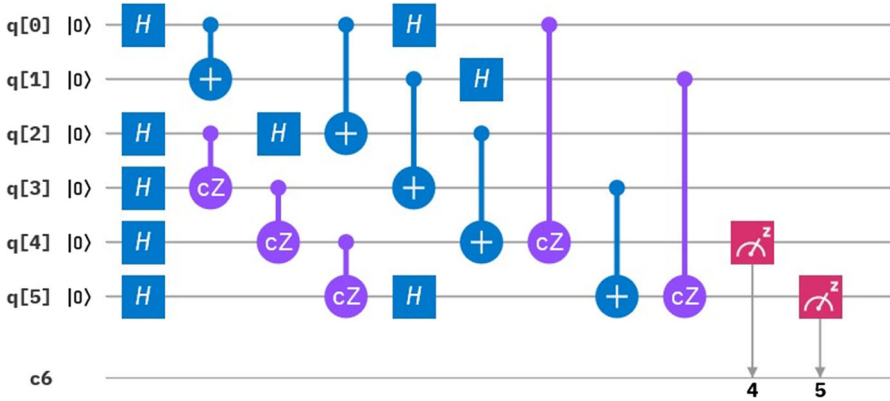 q[0] |0⟩ H H
q[1] |0⟩ + H
q[2] |0⟩ H H +
q[3] |0⟩ H cZ +
q[4] |0⟩ H cZ + cZ z
q[5] |0⟩ H cZ H + cZ z
c6 4 5